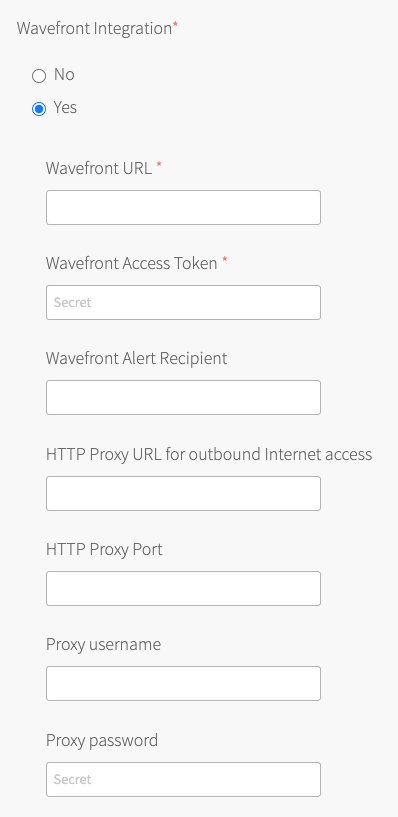 Wavefront Integration*
No
Yes
Wavefront URL *
Wavefront Access Token *
Secret
Wavefront Alert Recipient
HTTP Proxy URL for outbound Internet access
HTTP Proxy Port
Proxy username
Proxy password
Secret